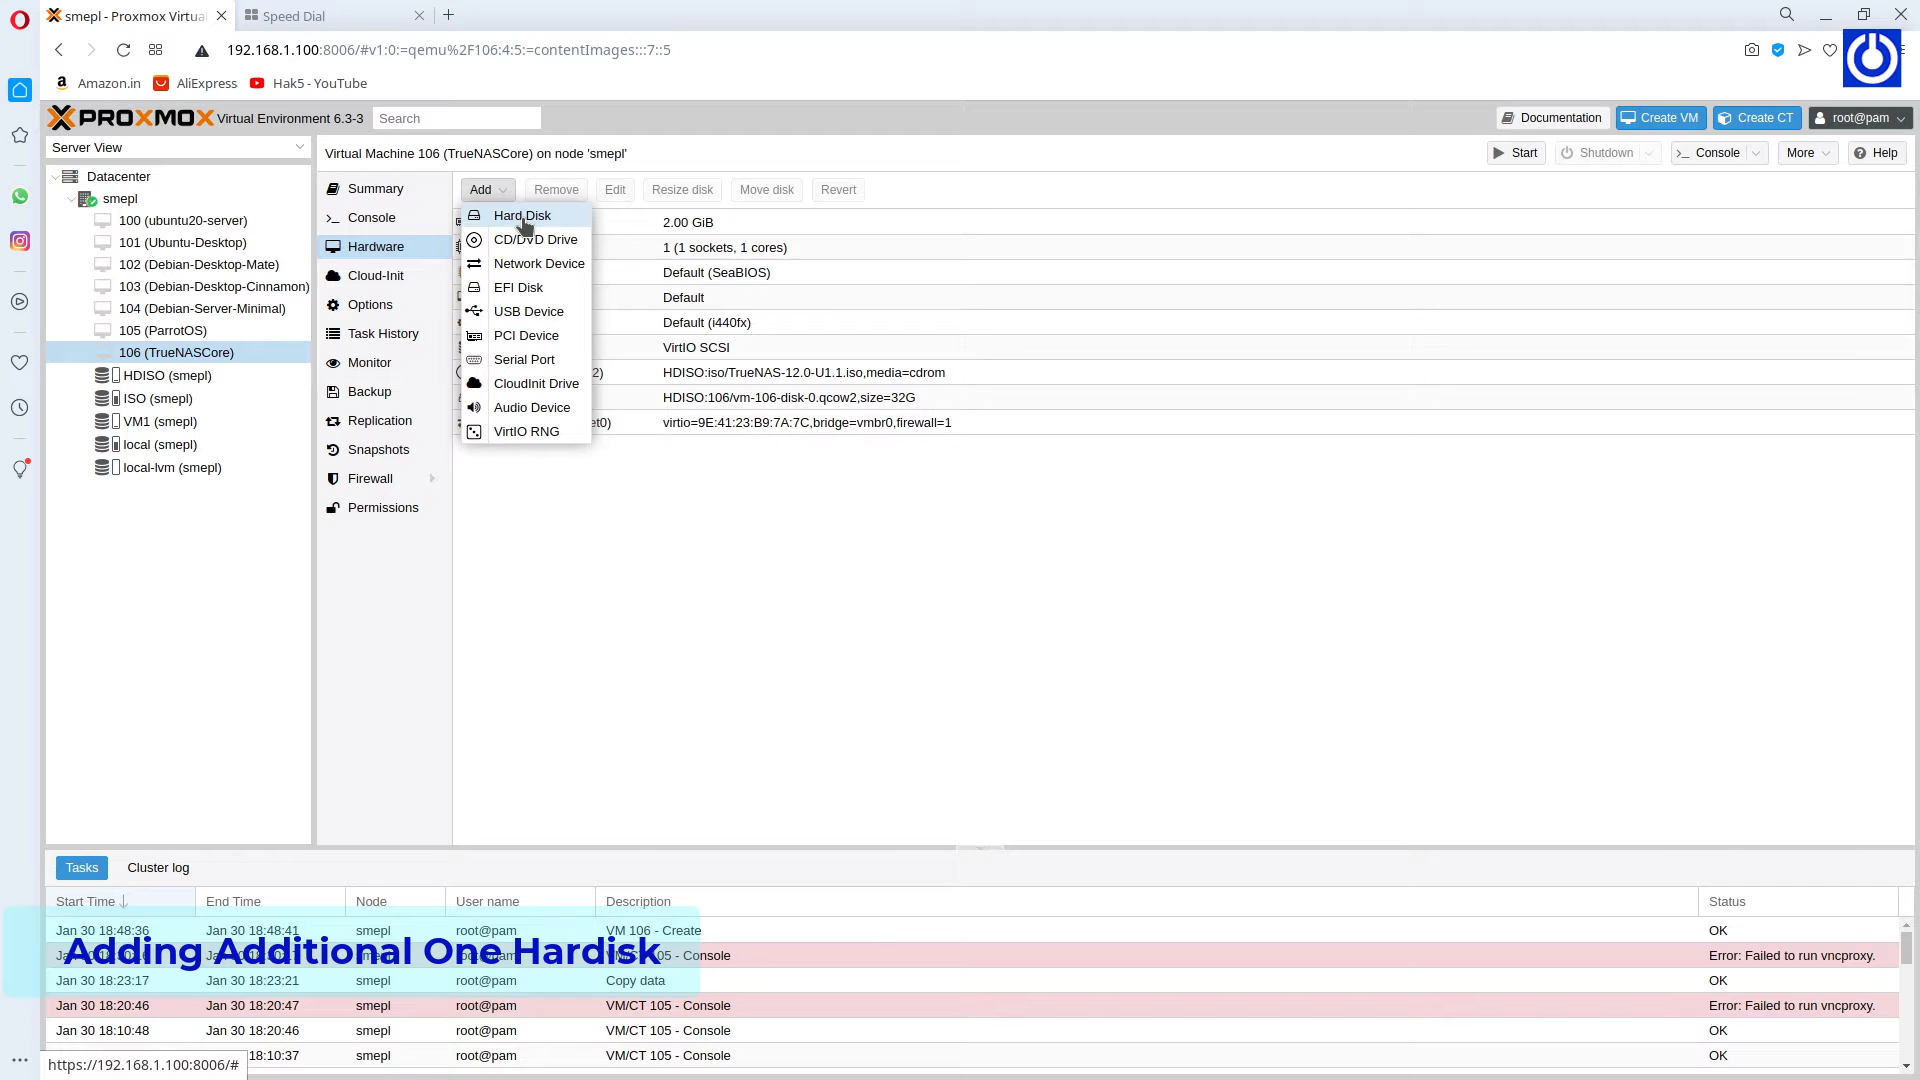 smepl - Proxmox Virtual
Speed Dial
192.168.1.100:8006/#v1:0:=qemu%2F106:4:5:=contentImages:::7::5
Amazon.in
AliExpress
Hak5 - YouTube
PROXMOX Virtual Environment 6.3-3
Search
Documentation
Create VM
Create CT
root@pam
Server View
Virtual Machine 106 (TrueNASCore) on node 'smepl'
Start
Shutdown
Console
More
Help
Datacenter
smepl
100 (ubuntu20-server)
101 (Ubuntu-Desktop)
102 (Debian-Desktop-Mate)
103 (Debian-Desktop-Cinnamon)
104 (Debian-Server-Minimal)
105 (ParrotOS)
106 (TrueNASCore)
HDISO (smepl)
ISO (smepl)
VM1 (smepl)
local (smepl)
local-lvm (smepl)
Summary
Console
Hardware
Cloud-Init
Options
Task History
Monitor
Backup
Replication
Snapshots
Firewall
Permissions
Add
Remove
Edit
Resize disk
Move disk
Revert
Hard Disk
CD/DVD Drive
Network Device
EFI Disk
USB Device
PCI Device
Serial Port
CloudInit Drive
Audio Device
VirtIO RNG
2.00 GiB
1 (1 sockets, 1 cores)
Default (SeaBIOS)
Default
Default (i440fx)
VirtIO SCSI
2) HDISO:iso/TrueNAS-12.0-U1.1.iso,media=cdrom
HDISO:106/vm-106-disk-0.qcow2,size=32G
et0) virtio=9E:41:23:B9:7A:7C,bridge=vmbr0,firewall=1
Tasks
Cluster log
Start Time
End Time
Node
User name
Description
Status
Jan 30 18:48:36 Jan 30 18:48:41 smepl root@pam VM 106 - Create OK
Adding Additional One Hardisk
105 - Console Error: Failed to run vncproxy.
Jan 30 18:23:17 Jan 30 18:23:21 smepl root@pam Copy data OK
Jan 30 18:20:46 Jan 30 18:20:47 smepl root@pam VM/CT 105 - Console Error: Failed to run vncproxy.
Jan 30 18:10:48 Jan 30 18:20:46 smepl root@pam VM/CT 105 - Console OK
18:10:37 smepl root@pam VM/CT 105 - Console OK
https://192.168.1.100:8006/#